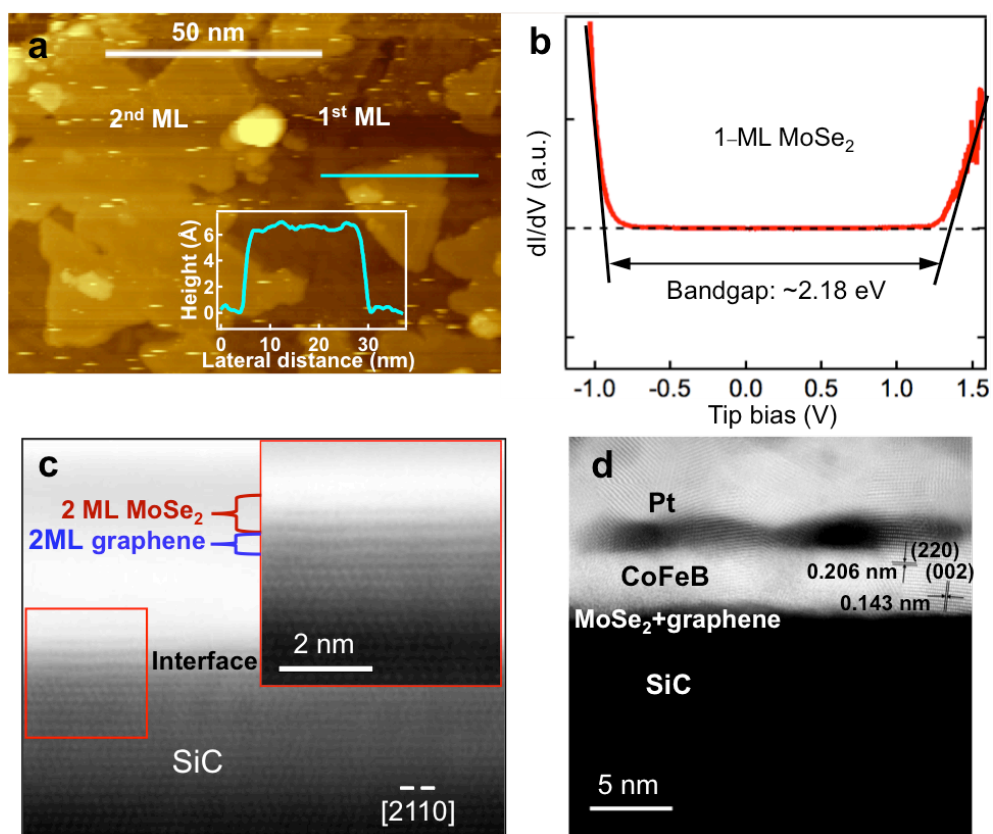 a
50 nm
2nd ML
1st ML
Height (Å)
6
4
2
0
0 10 20 30
Lateral distance (nm)
b
1–ML MoSe₂
dI/dV (a.u.)
Bandgap: ~2.18 eV
-1.0 -0.5 0.0 0.5 1.0 1.5
Tip bias (V)
c
2 ML MoSe₂
2ML graphene
2 nm
Interface
SiC
[2110]
d
Pt
(220)
CoFeB
0.206 nm
(002)
0.143 nm
MoSe₂+graphene
SiC
5 nm